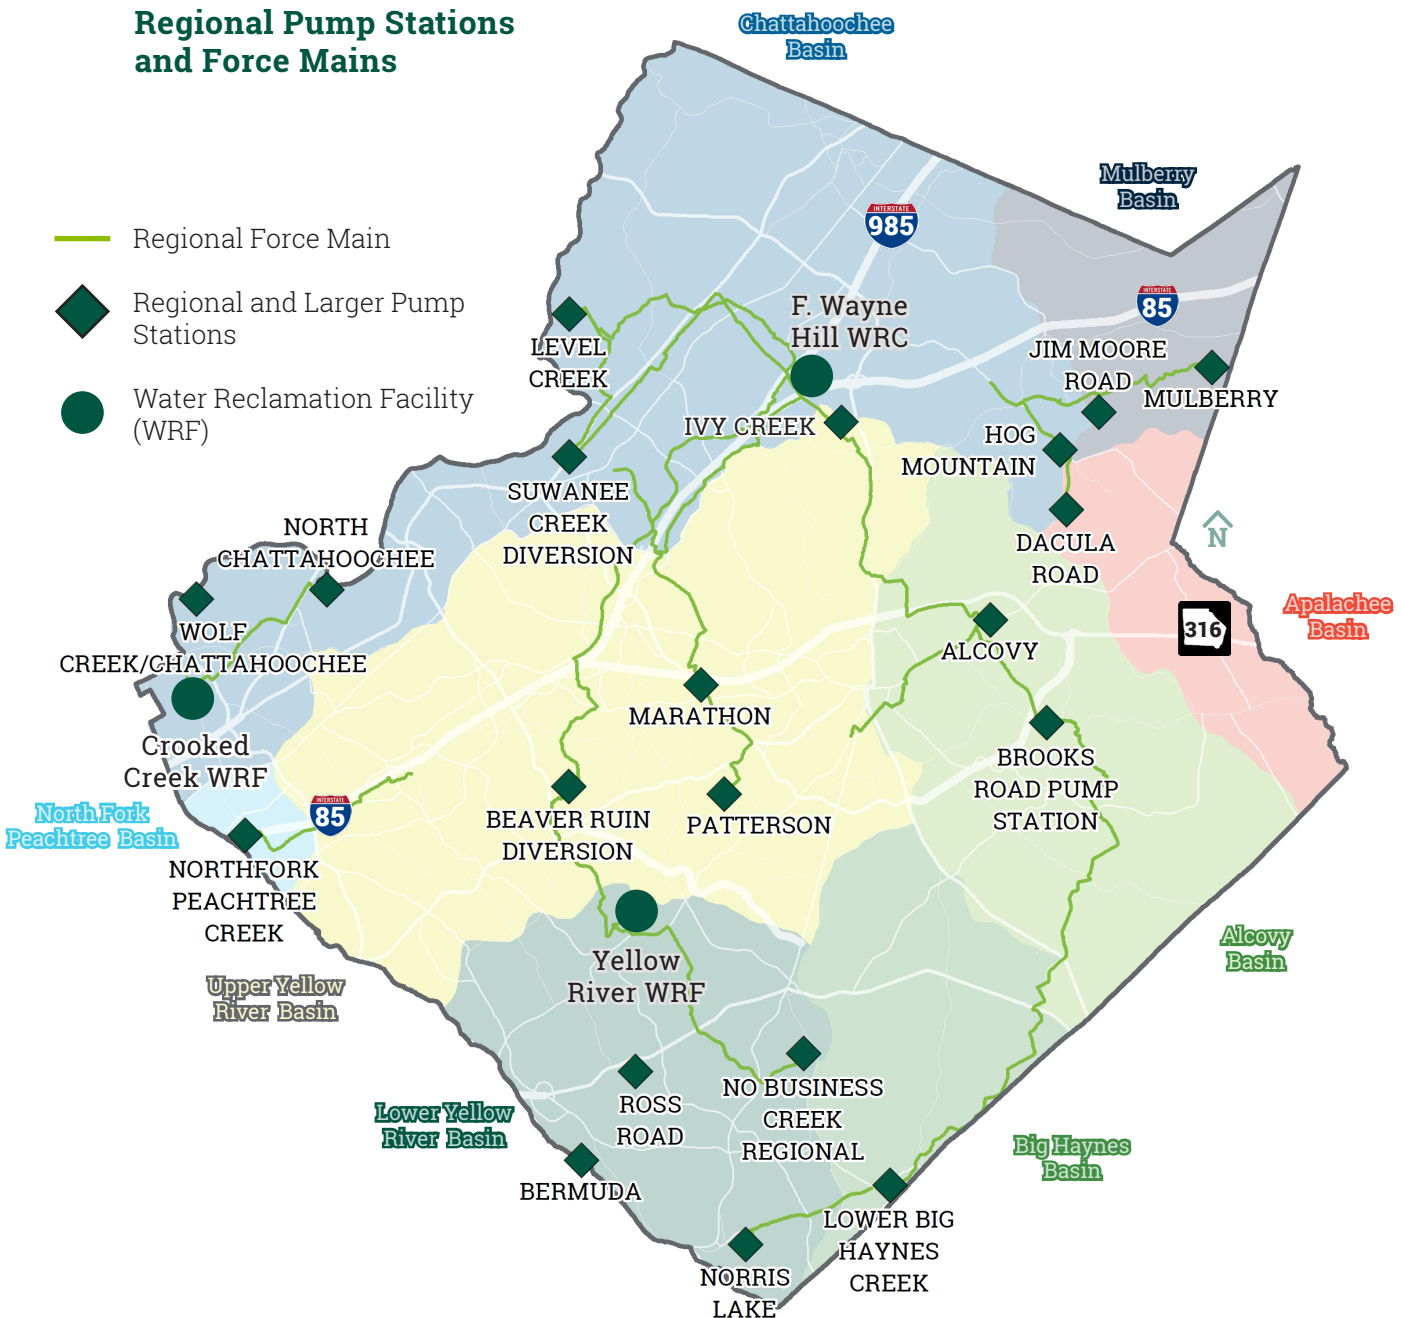 Regional Pump Stations
and Force Mains
Chattahoochee
Basin
Mulberry
Basin
INTERSTATE
985
Regional Force Main
Regional and Larger Pump
Stations
Water Reclamation Facility
(WRF)
INTERSTATE
85
F. Wayne
Hill WRC
LEVEL
CREEK
JIM MOORE
ROAD
MULBERRY
IVY CREEK
HOG
MOUNTAIN
SUWANEE
CREEK
DIVERSION
NORTH
CHATTAHOOCHEE
N
DACULA
ROAD
Apalachee
Basin
316
WOLF
CREEK/CHATTAHOOCHEE
ALCOVY
MARATHON
Crooked
Creek WRF
BROOKS
ROAD PUMP
STATION
INTERSTATE
85
North Fork
Peachtree Basin
BEAVER RUIN
DIVERSION
PATTERSON
NORTHFORK
PEACHTREE
CREEK
Alcovy
Basin
Yellow
River WRF
Upper Yellow
River Basin
NO BUSINESS
CREEK
REGIONAL
ROSS
ROAD
Lower Yellow
River Basin
Big Haynes
Basin
BERMUDA
LOWER BIG
HAYNES
CREEK
NORRIS
LAKE